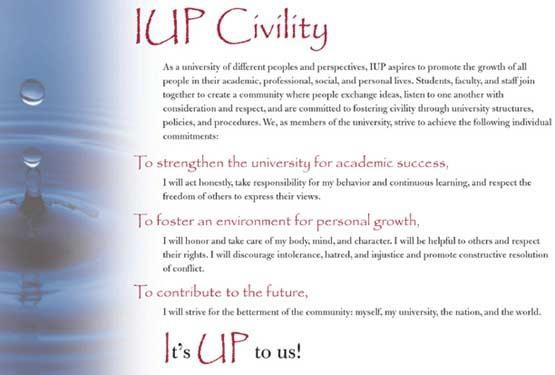 IUP Civility
As a university of different peoples and perspectives, IUP aspires to promote the growth of all
people in their academic, professional, social, and personal lives. Students, faculty, and staff join
together to create a community where people exchange ideas, listen to one another with
consideration and respect, and are committed to fostering civility through university structures,
policies, and procedures. We, as members of the university, strive to achieve the following individual
commitments:
To strengthen the university for academic success,
I will act honestly, take responsibility for my behavior and continuous learning, and respect the
freedom of others to express their views.
To foster an environment for personal growth,
I will honor and take care of my body, mind, and character. I will be helpful to others and respect
their rights. I will discourage intolerance, hatred, and injustice and promote constructive resolution
of conflict.
To contribute to the future,
I will strive for the betterment of the community: myself, my university, the nation, and the world.
It's UP to us!